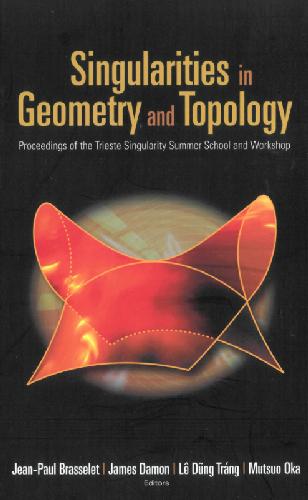 Singularities in
Geometry and Topology
Proceedings of the Trieste Singularity Summer School and Workshop
Jean-Paul Brasselet | James Damon | Lê Dũng Tráng | Mutsuo Oka
Editors